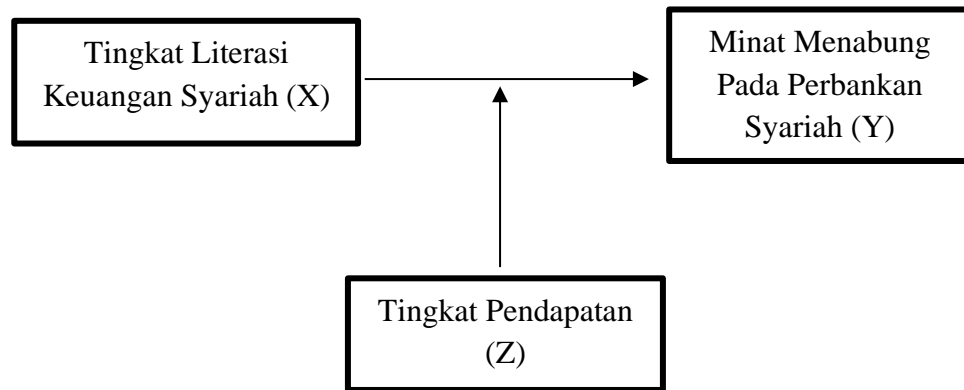 Tingkat Literasi
Keuangan Syariah (X)
Minat Menabung
Pada Perbankan
Syariah (Y)
Tingkat Pendapatan
(Z)